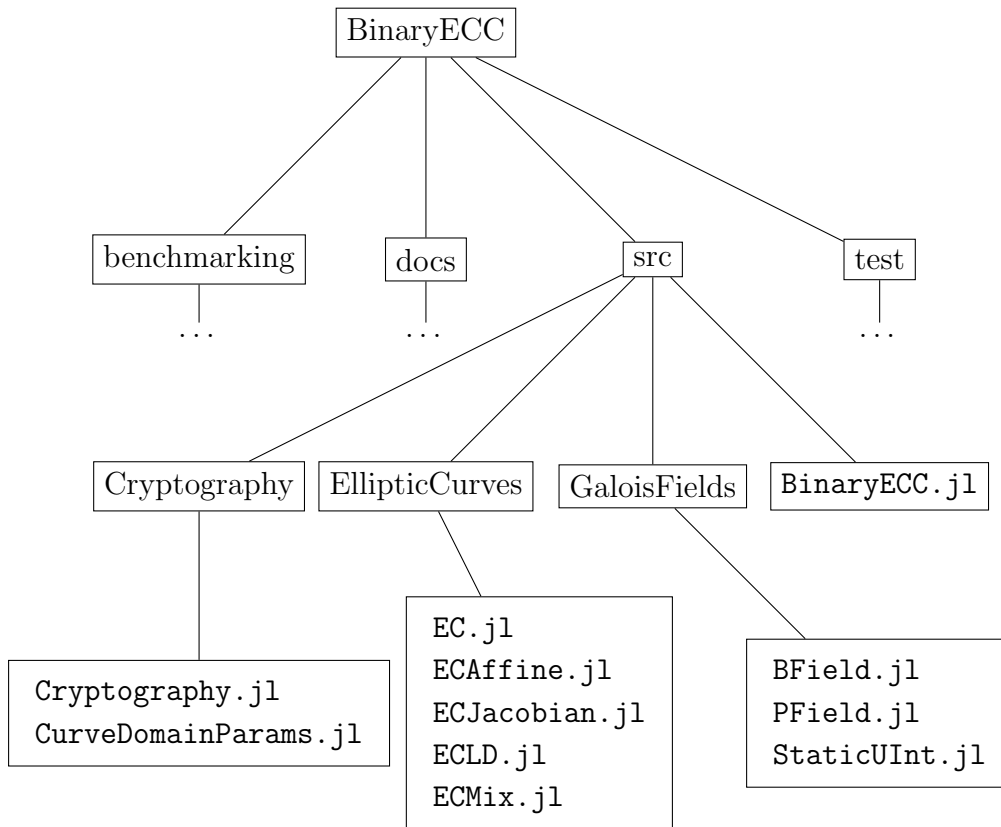 BinaryECC
benchmarking
docs
src
test
...
...
...
Cryptography
EllipticCurves
GaloisFields
BinaryECC.jl
Cryptography.jl
CurveDomainParams.jl
EC.jl
ECAffine.jl
ECJacobian.jl
ECLD.jl
ECMix.jl
BField.jl
PField.jl
StaticUInt.jl